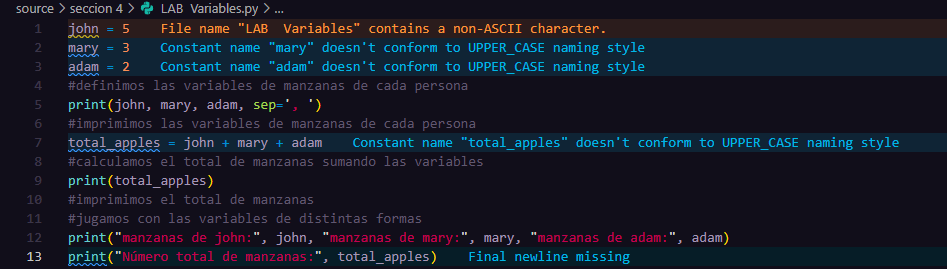 source > seccion 4 > LAB  Variables.py > ...
1 john = 5 File name "LAB  Variables" contains a non-ASCII character.
2 mary = 3 Constant name "mary" doesn't conform to UPPER_CASE naming style
3 adam = 2 Constant name "adam" doesn't conform to UPPER_CASE naming style
4 #definimos las variables de manzanas de cada persona
5 print(john, mary, adam, sep=', ')
6 #imprimimos las variables de manzanas de cada persona
7 total_apples = john + mary + adam Constant name "total_apples" doesn't conform to UPPER_CASE naming style
8 #calculamos el total de manzanas sumando las variables
9 print(total_apples)
10 #imprimimos el total de manzanas
11 #jugamos con las variables de distintas formas
12 print("manzanas de john:", john, "manzanas de mary:", mary, "manzanas de adam:", adam)
13 print("Número total de manzanas:", total_apples) Final newline missing